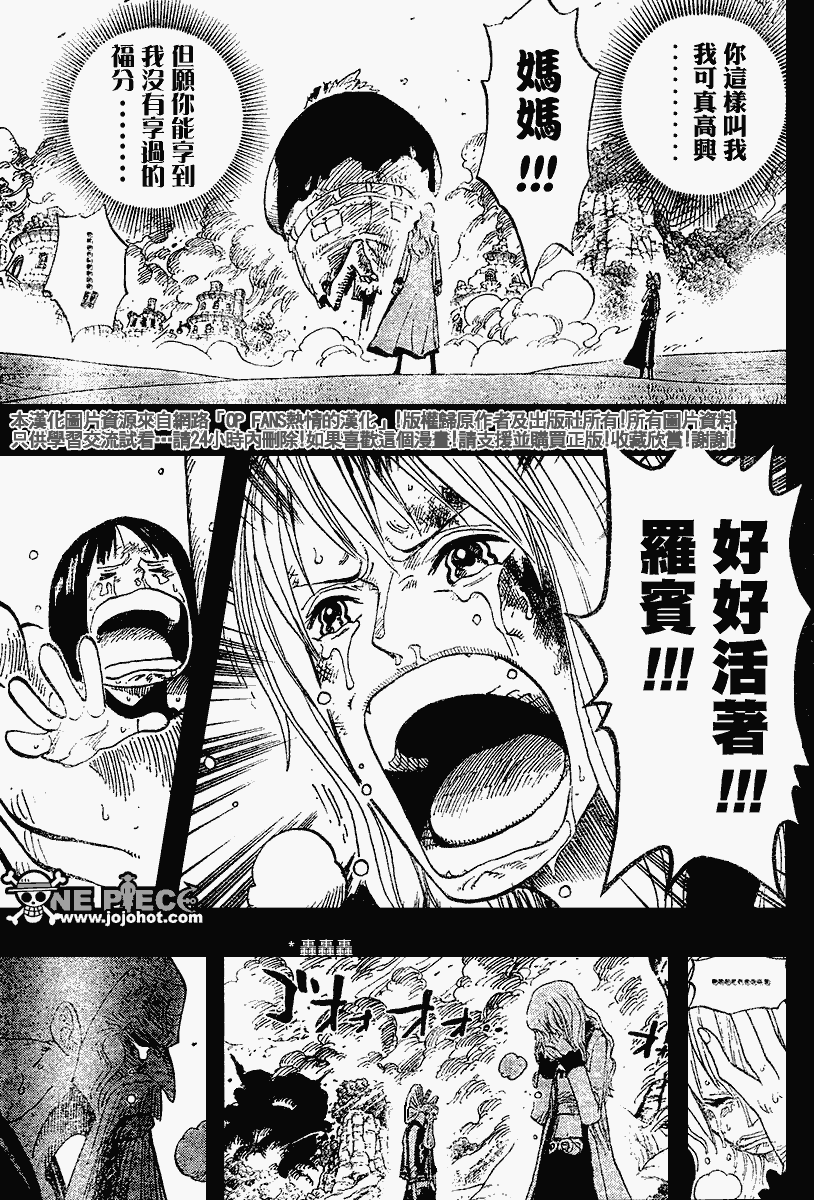 你這樣叫我
我可真高興
．．．．．．．．
媽媽!!!
但願你能享到
我沒有享過的
福分．．．．．．．
本漢化圖片資源來自網路「OP FANS熱情的漢化」!版權歸原作者及出版社所有!所有圖片資料
只供學習交流試看…請24小時內刪除!如果喜歡這個漫畫!請支援並購買正版!收藏欣賞!謝謝!
好好活著!!!
羅賓!!!
ONE PIECE
www.jojohot.com
* 轟轟轟
ゴオオオオ...